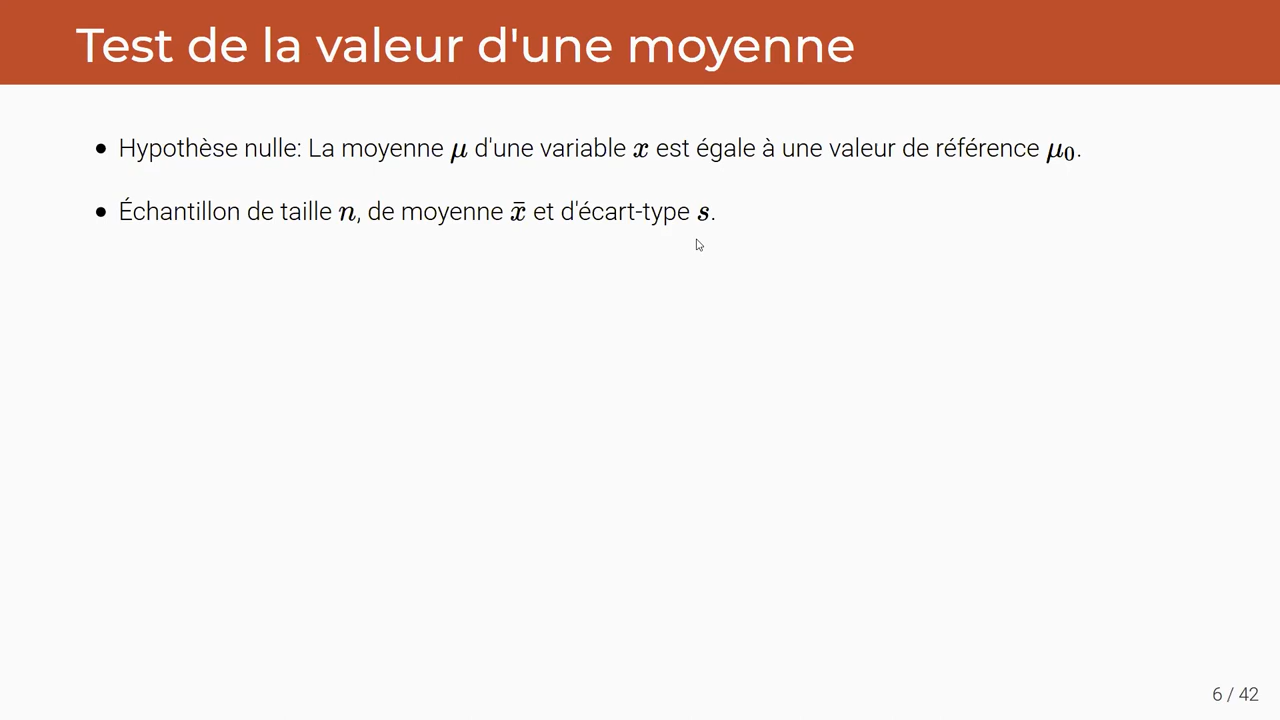 Test de la valeur d'une moyenne
• Hypothèse nulle: La moyenne μ d'une variable x est égale à une valeur de référence μ₀.
• Échantillon de taille n, de moyenne x̄ et d'écart-type s.
6 / 42